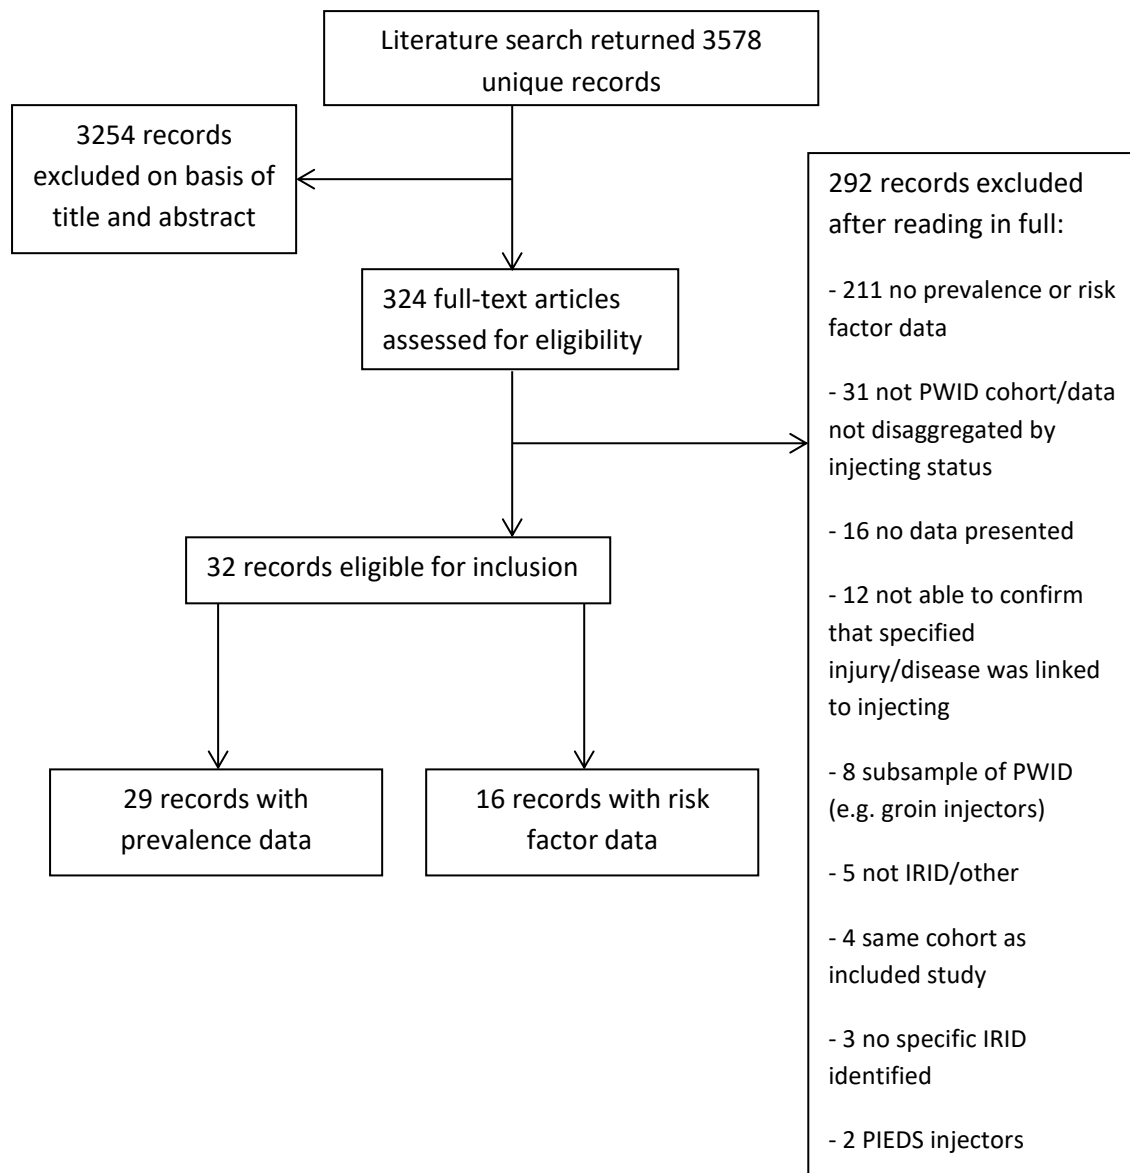 Literature search returned 3578
unique records
3254 records
excluded on basis of
title and abstract
292 records excluded
after reading in full:
- 211 no prevalence or risk
factor data
- 31 not PWID cohort/data
not disaggregated by
injecting status
- 16 no data presented
- 12 not able to confirm
that specified
injury/disease was linked
to injecting
- 8 subsample of PWID
(e.g. groin injectors)
- 5 not IRID/other
- 4 same cohort as
included study
- 3 no specific IRID
identified
- 2 PIEDS injectors
324 full-text articles
assessed for eligibility
32 records eligible for inclusion
29 records with
prevalence data
16 records with risk
factor data